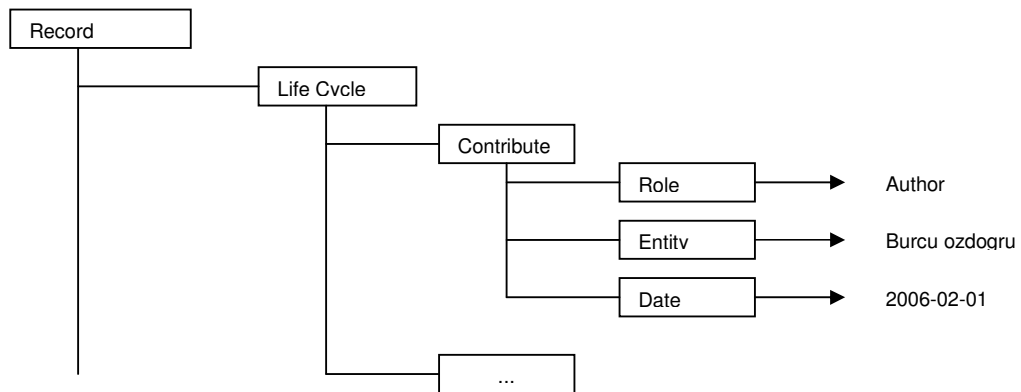 Record
Life Cycle
Contribute
Role
Author
Entity
Burcu ozdogru
Date
2006-02-01
...